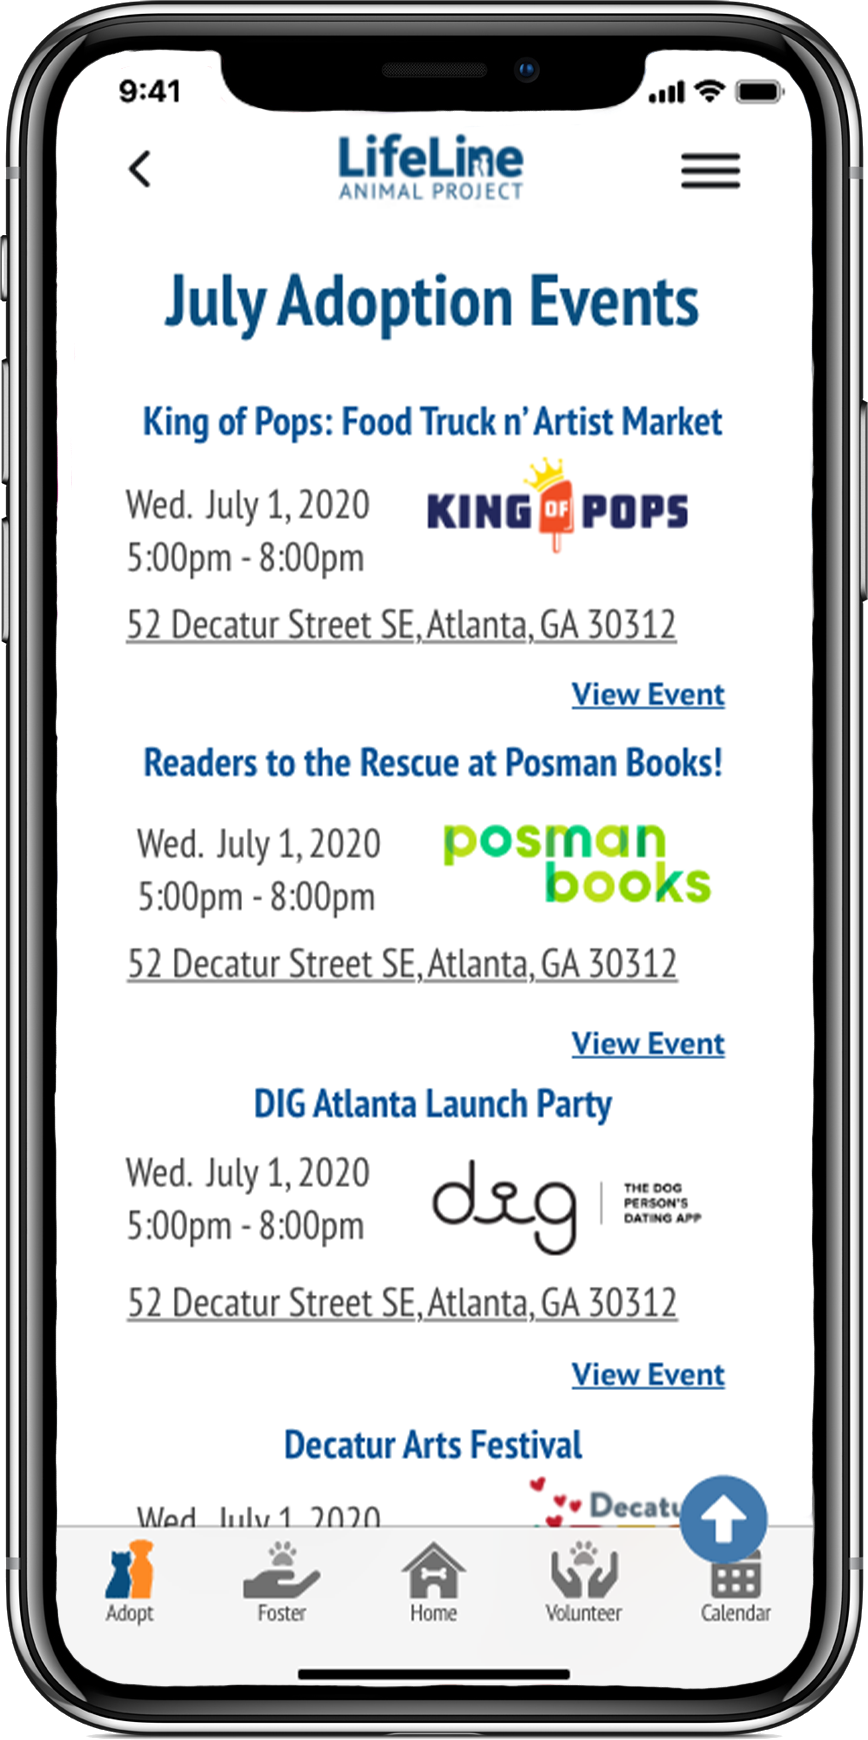 9:41
LifeLine
ANIMAL PROJECT
July Adoption Events
King of Pops: Food Truck n' Artist Market
Wed. July 1, 2020
5:00pm - 8:00pm
KING OF POPS
52 Decatur Street SE, Atlanta, GA 30312
View Event
Readers to the Rescue at Posman Books!
Wed. July 1, 2020
5:00pm - 8:00pm
posman
books
52 Decatur Street SE, Atlanta, GA 30312
View Event
DIG Atlanta Launch Party
Wed. July 1, 2020
5:00pm - 8:00pm
dig
THE DOG
PERSON'S
DATING APP
52 Decatur Street SE, Atlanta, GA 30312
View Event
Decatur Arts Festival
Wed. July 1, 2020
Decatu
Adopt
Foster
Home
Volunteer
Calendar